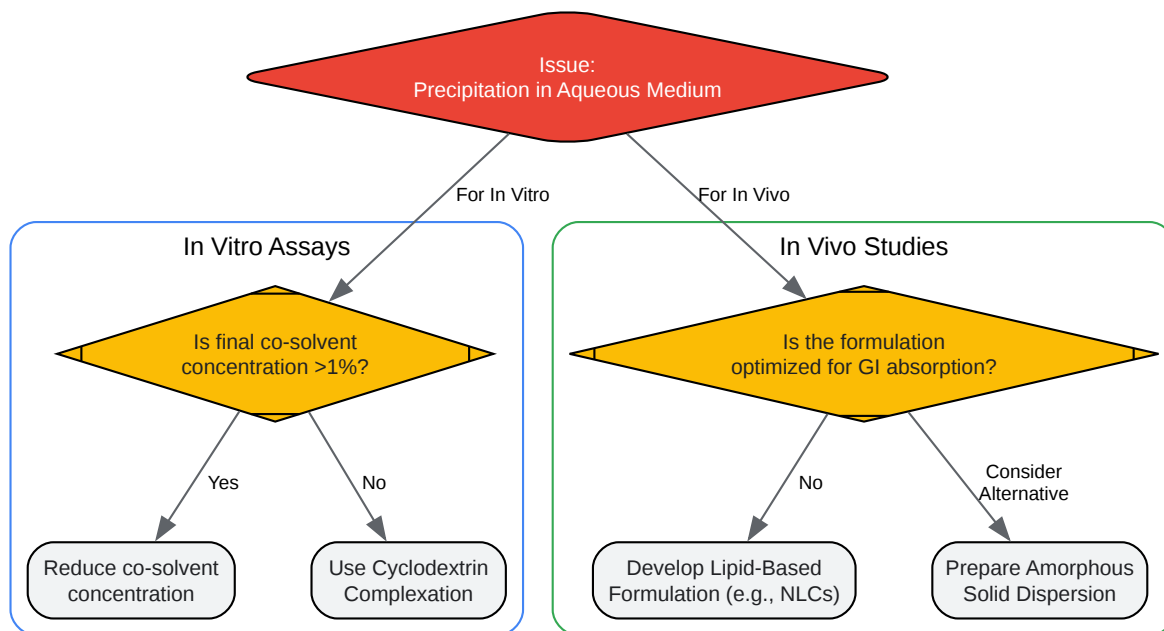 Issue:
Precipitation in Aqueous Medium
For In Vitro
For In Vivo
In Vitro Assays
Is final co-solvent
concentration >1%?
Yes
No
Reduce co-solvent
concentration
Use Cyclodextrin
Complexation
In Vivo Studies
Is the formulation
optimized for GI absorption?
No
Consider
Alternative
Develop Lipid-Based
Formulation (e.g., NLCs)
Prepare Amorphous
Solid Dispersion